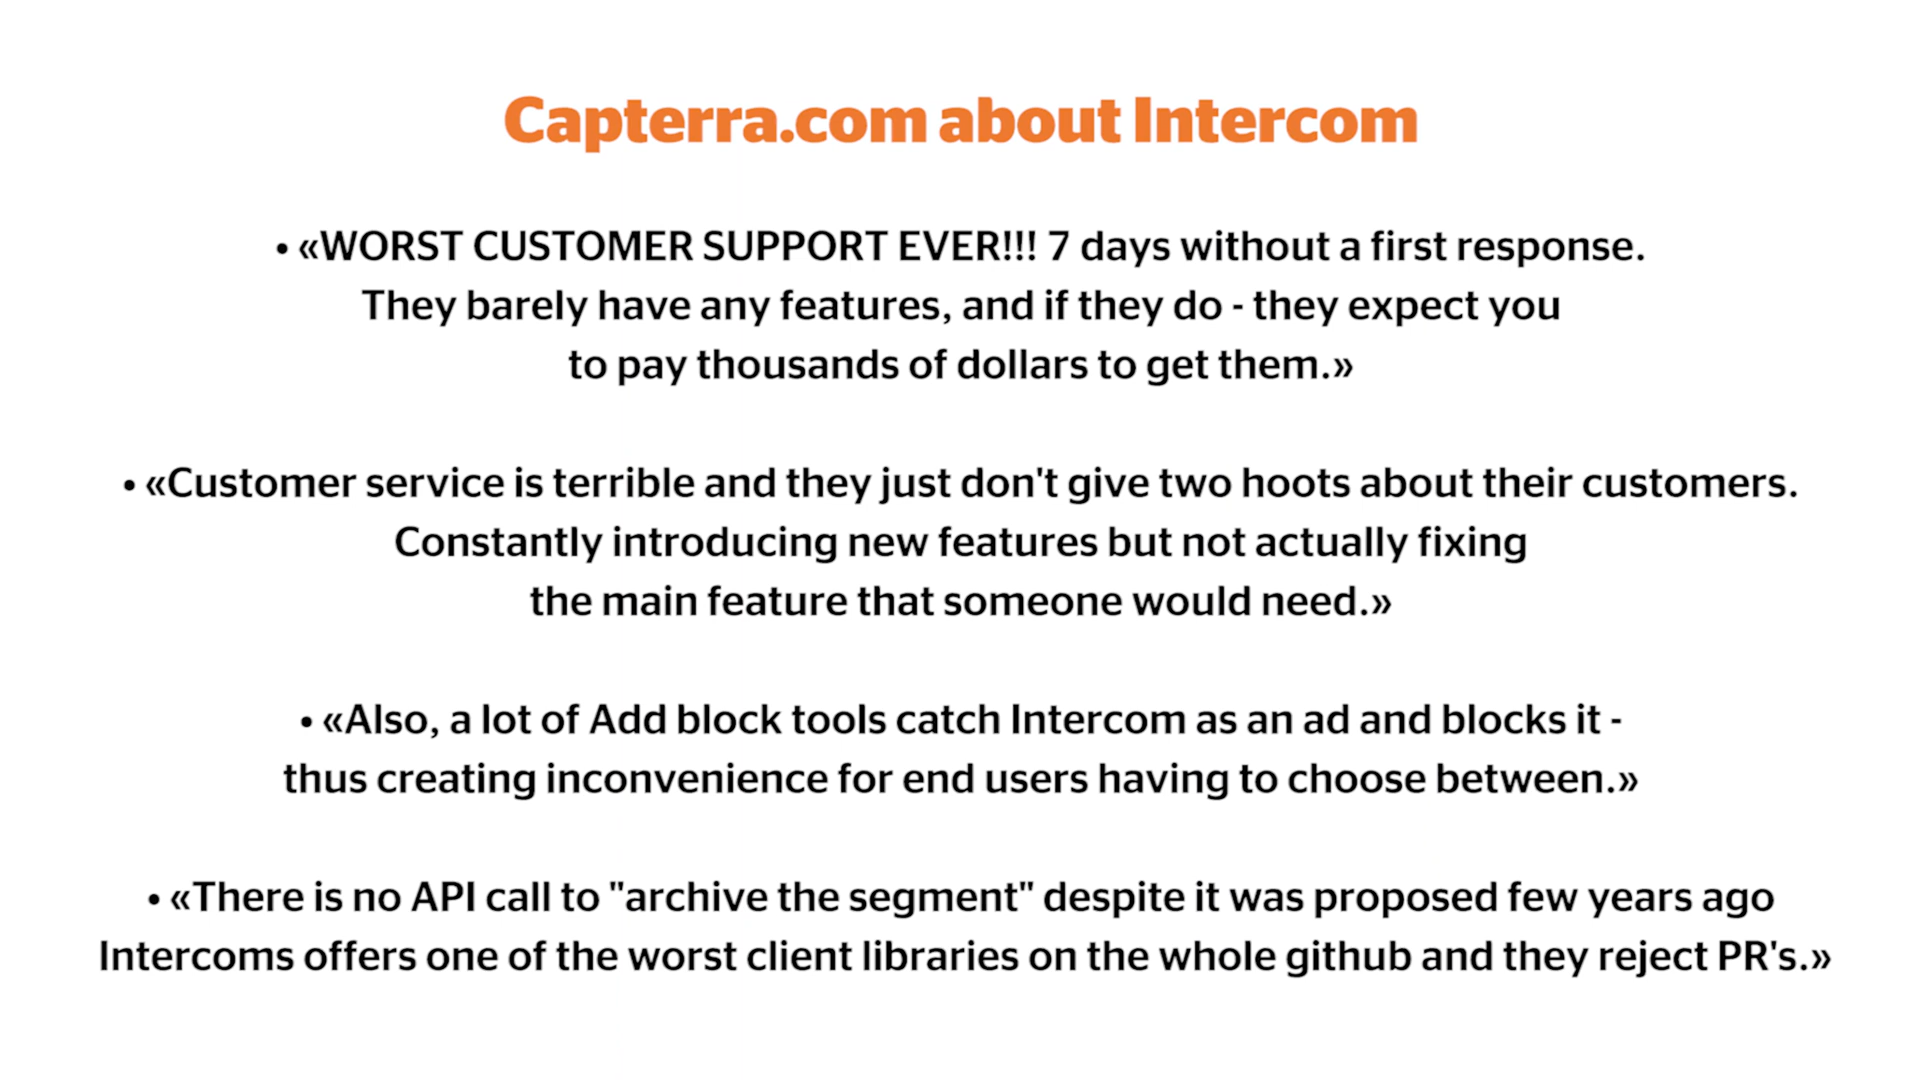 Capterra.com about Intercom
• «WORST CUSTOMER SUPPORT EVER!!! 7 days without a first response.
They barely have any features, and if they do - they expect you
to pay thousands of dollars to get them.»
• «Customer service is terrible and they just don't give two hoots about their customers.
Constantly introducing new features but not actually fixing
the main feature that someone would need.»
• «Also, a lot of Add block tools catch Intercom as an ad and blocks it -
thus creating inconvenience for end users having to choose between.»
• «There is no API call to "archive the segment" despite it was proposed few years ago
Intercoms offers one of the worst client libraries on the whole github and they reject PR's.»